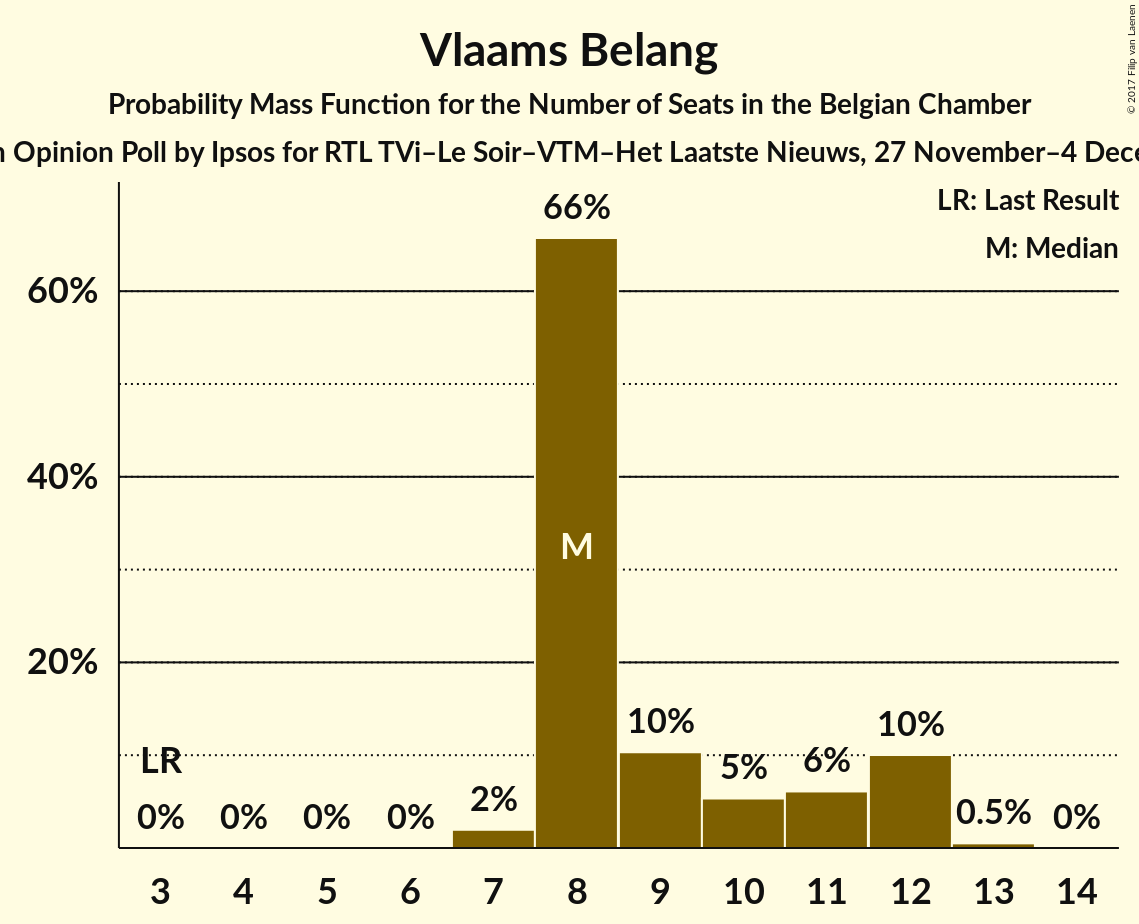 Vlaams Belang
Probability Mass Function for the Number of Seats in the Belgian Chamber
Opinion Poll by Ipsos for RTL TVi–Le Soir–VTM–Het Laatste Nieuws, 27 November–4
© 2017 Filip van Laenen
LR: Last Result
M: Median
66%
60%
40%
M
20%
10%
10%
LR
5%
6%
2%
0%
0%
0%
0%
0.5%
0%
3 4 5 6 7 8 9 10 11 12 13 14